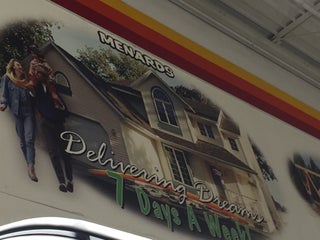 MENARDS
Delivering Dreams
7 Days A Week!